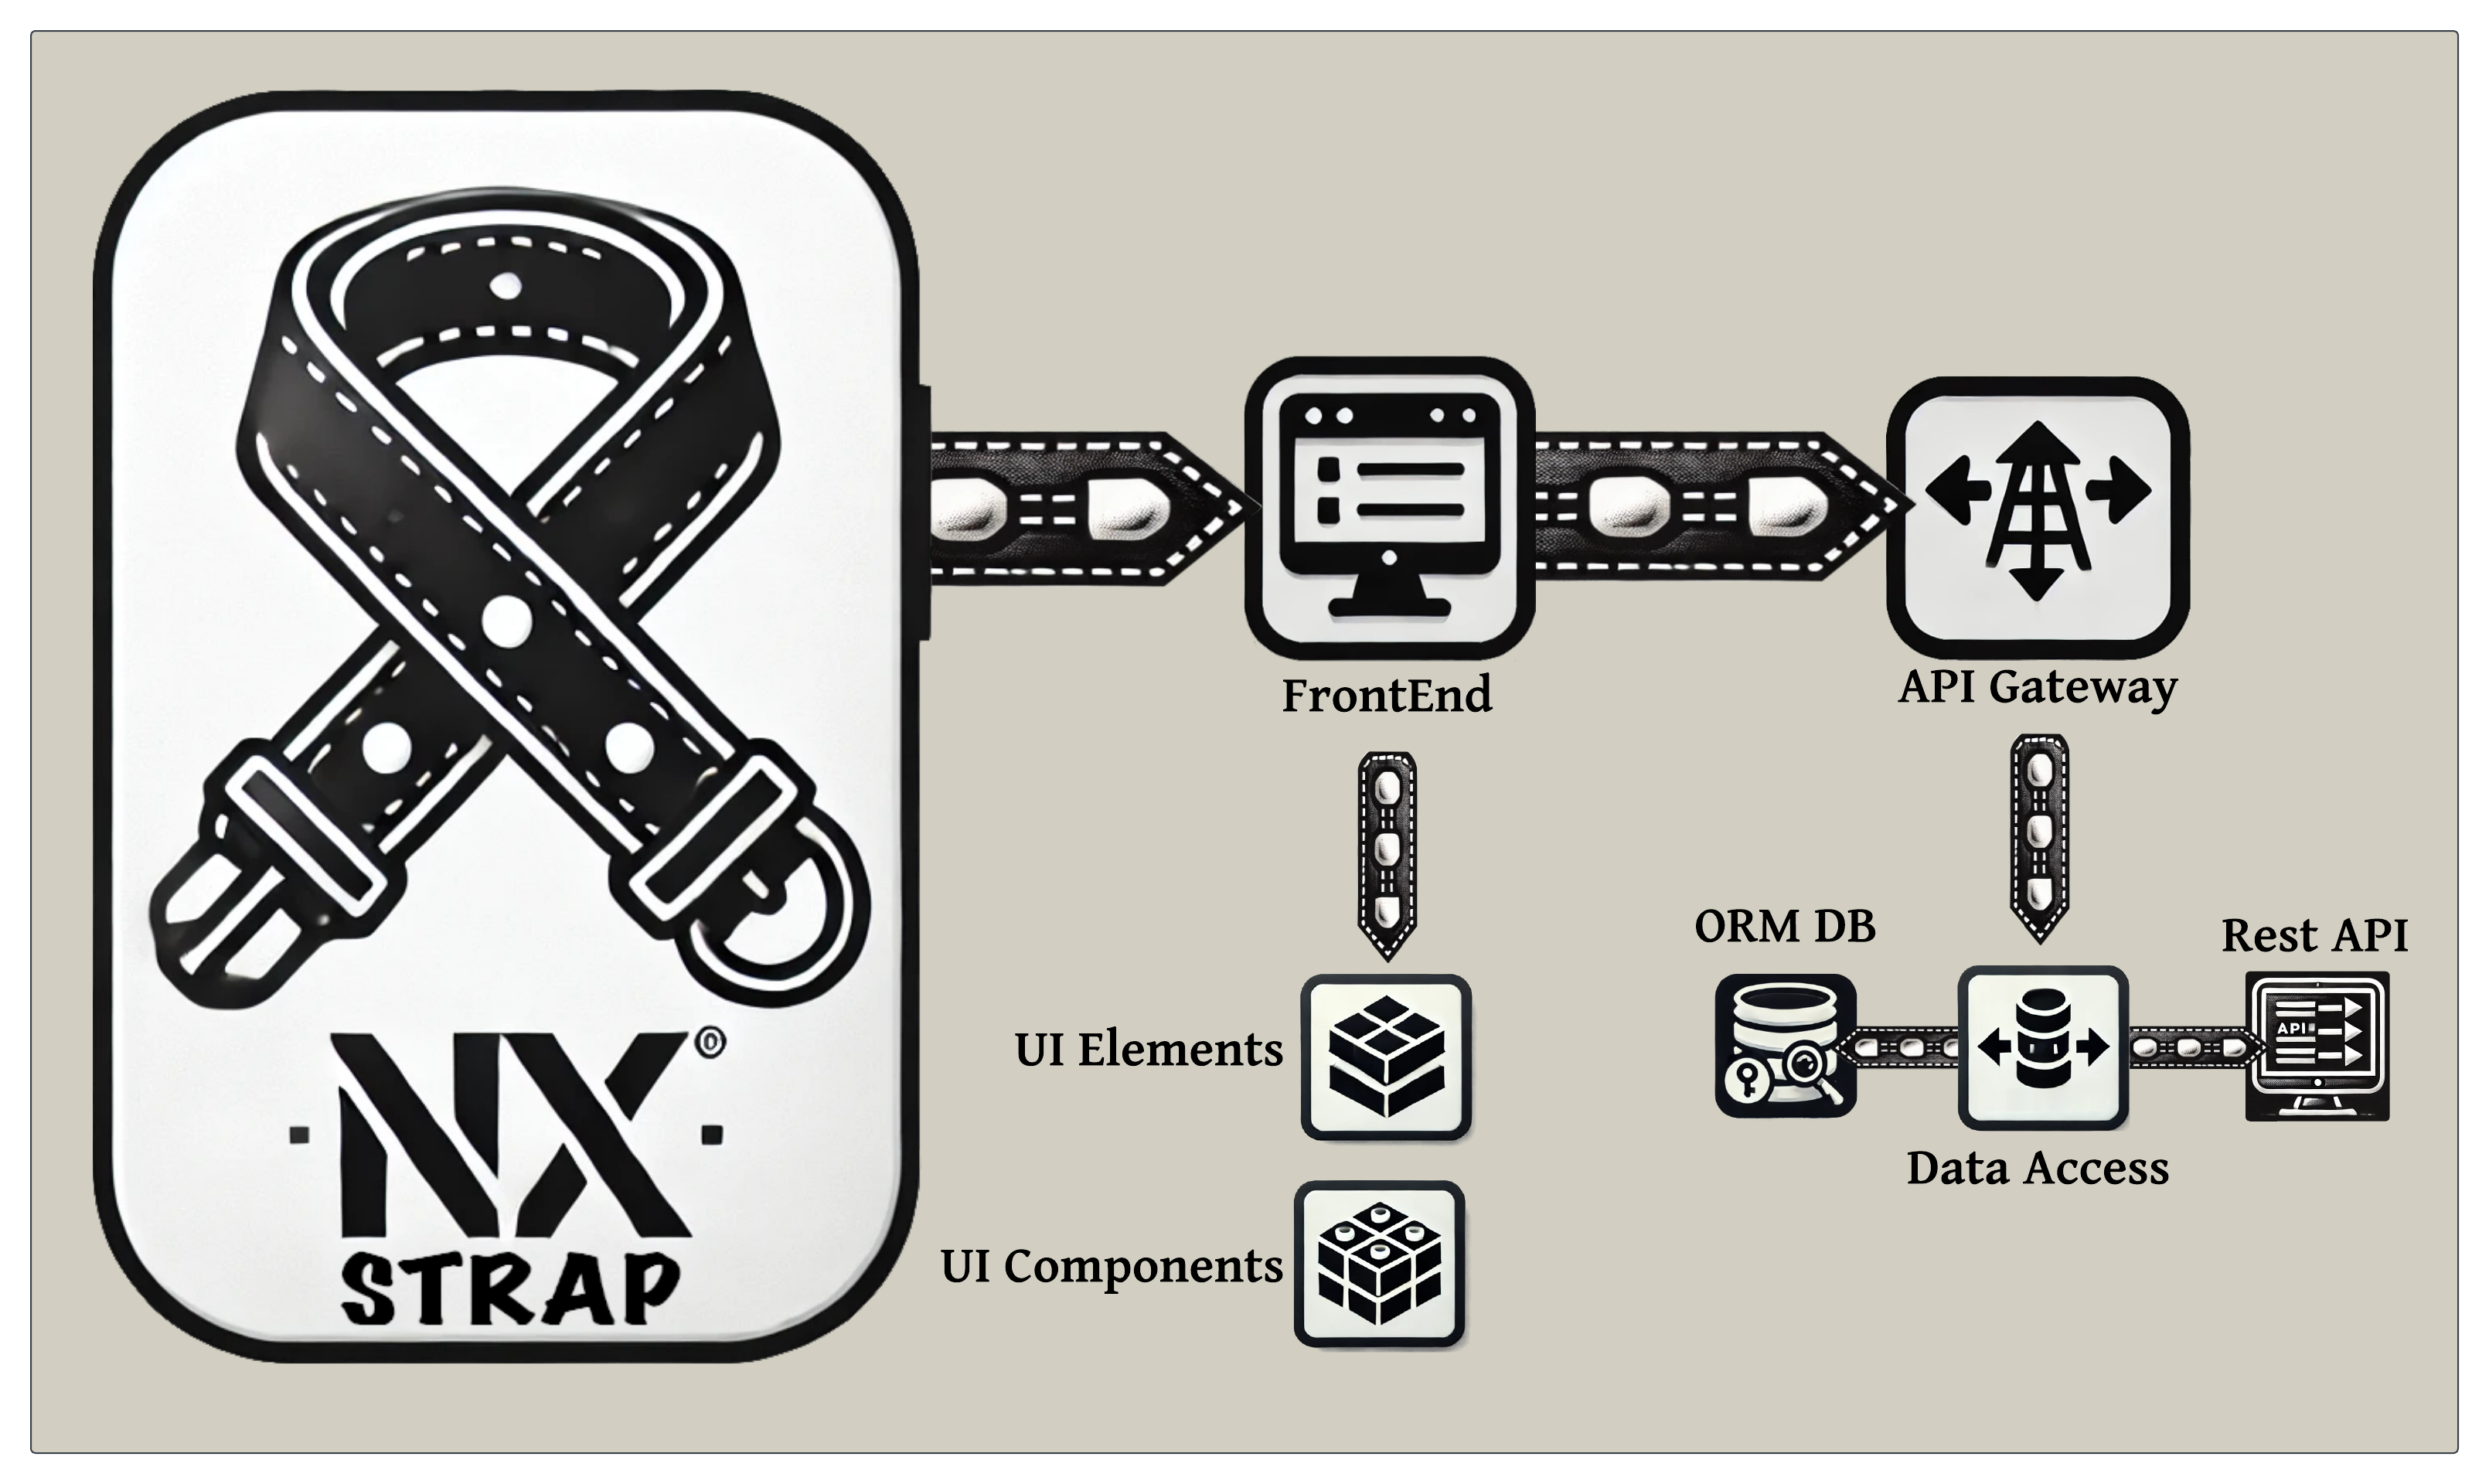 NX®
STRAP
FrontEnd
API Gateway
UI Elements
UI Components
ORM DB
Rest API
API
Data Access